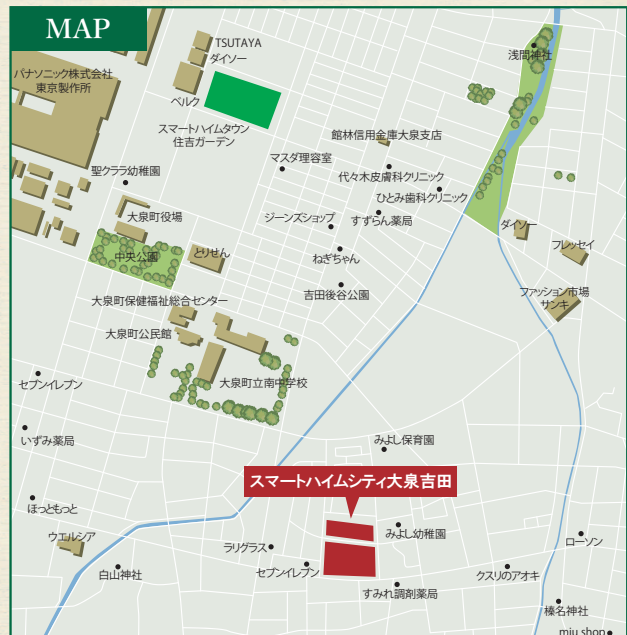 MAP
TSUTAYA
ダイソー
パナソニック株式会社
東京製作所
ベルク
スマートハイムタウン
住吉ガーデン
浅間神社
館林信用金庫大泉支店
マスダ理容室
代々木皮膚科クリニック
ひとみ歯科クリニック
聖クララ幼稚園
大泉町役場
ジーンズショップ
すずらん薬局
ダイソー
フレッセイ
中央公園
とりせん
ねぎちゃん
吉田後谷公園
ファッション市場
サンキ
大泉町保健福祉総合センター
大泉町公民館
大泉町立南中学校
セブンイレブン
いずみ薬局
みよし保育園
スマートハイムシティ大泉吉田
ほっともっと
ウエルシア
ラリグラス
みよし幼稚園
ローソン
白山神社
セブンイレブン
クスリのアオキ
すみれ調剤薬局
榛名神社
miu shop